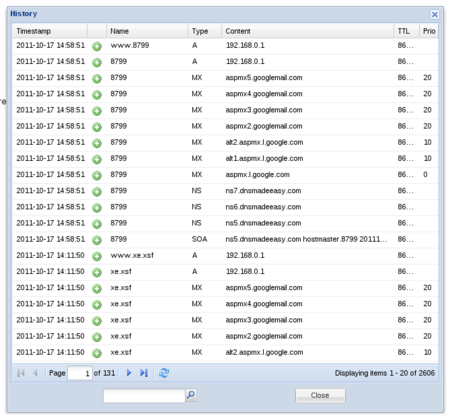 History
Timestamp Name Type Content TTL Prio
2011-10-17 14:58:51 www.8799 A 192.168.0.1 86...
2011-10-17 14:58:51 8799 A 192.168.0.1 86...
2011-10-17 14:58:51 8799 MX aspmx5.googlemail.com 86... 20
2011-10-17 14:58:51 8799 MX aspmx4.googlemail.com 86... 20
2011-10-17 14:58:51 8799 MX aspmx3.googlemail.com 86... 20
2011-10-17 14:58:51 8799 MX aspmx2.googlemail.com 86... 20
2011-10-17 14:58:51 8799 MX alt2.aspmx.l.google.com 86... 10
2011-10-17 14:58:51 8799 MX alt1.aspmx.l.google.com 86... 10
2011-10-17 14:58:51 8799 MX aspmx.l.google.com 86... 0
2011-10-17 14:58:51 8799 NS ns7.dnsmadeeasy.com 86...
2011-10-17 14:58:51 8799 NS ns6.dnsmadeeasy.com 86...
2011-10-17 14:58:51 8799 NS ns5.dnsmadeeasy.com 86...
2011-10-17 14:58:51 8799 SOA ns5.dnsmadeeasy.com hostmaster.8799 20111... 86...
2011-10-17 14:11:50 www.xe.xsf A 192.168.0.1 86...
2011-10-17 14:11:50 xe.xsf A 192.168.0.1 86...
2011-10-17 14:11:50 xe.xsf MX aspmx5.googlemail.com 86... 20
2011-10-17 14:11:50 xe.xsf MX aspmx4.googlemail.com 86... 20
2011-10-17 14:11:50 xe.xsf MX aspmx3.googlemail.com 86... 20
2011-10-17 14:11:50 xe.xsf MX aspmx2.googlemail.com 86... 20
2011-10-17 14:11:50 xe.xsf MX alt2.aspmx.l.google.com 86... 10
Page 1 of 131 Displaying items 1 - 20 of 2606
Close